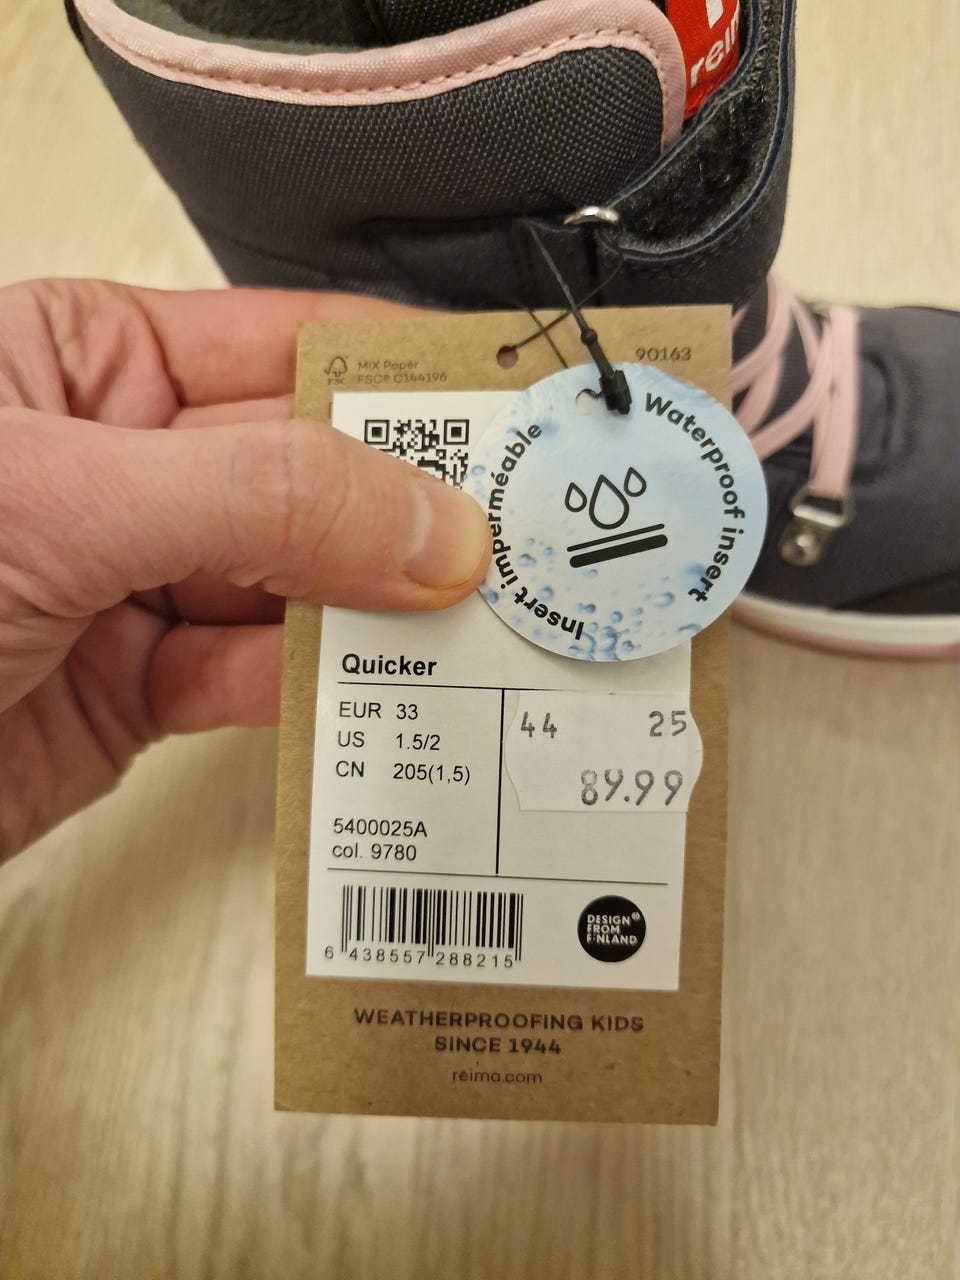 reim
MIX Paper
FSC® C144196
FSC
90163
Insert imperméable
Waterproof insert
Quicker
EUR 33
US 1.5/2
CN 205(1,5)
44 25
89.99
5400025A
col. 9780
6 438557 288215
DESIGN
FROM
FINLAND
WEATHERPROOFING KIDS
SINCE 1944
reima.com